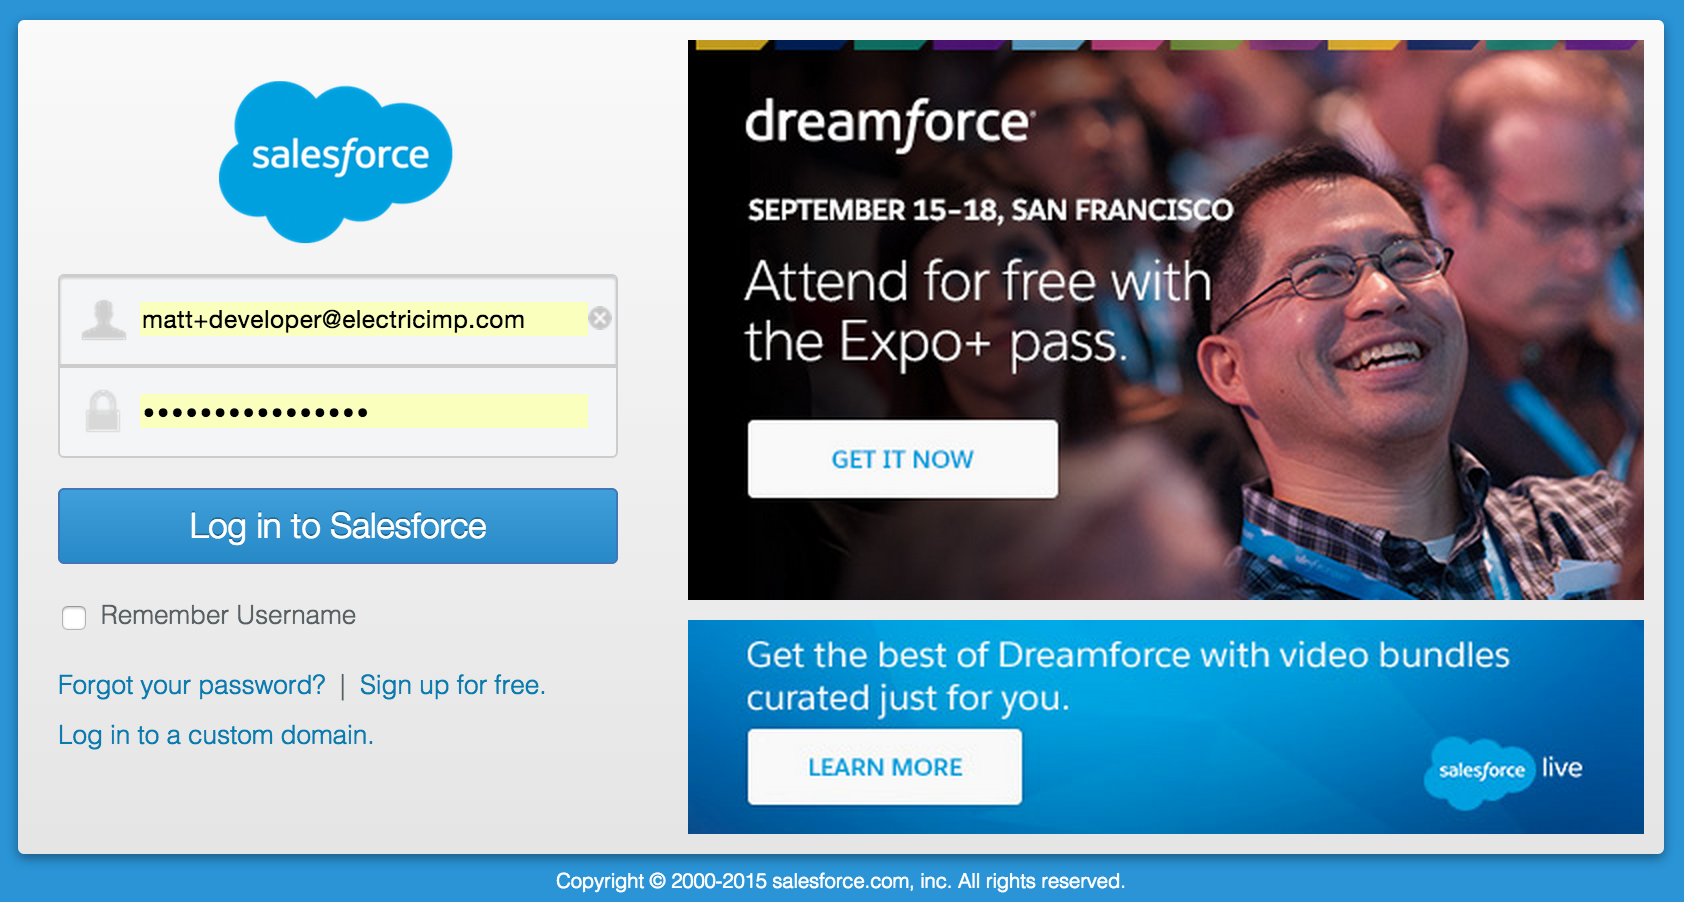 salesforce
matt+developer@electricimp.com
••••••••••••••••
Log in to Salesforce
Remember Username
Forgot your password? | Sign up for free.
Log in to a custom domain.
dreamforce
SEPTEMBER 15–18, SAN FRANCISCO
Attend for free with
the Expo+ pass.
GET IT NOW
Get the best of Dreamforce with video bundles
curated just for you.
LEARN MORE
salesforce live
Copyright © 2000-2015 salesforce.com, inc. All rights reserved.